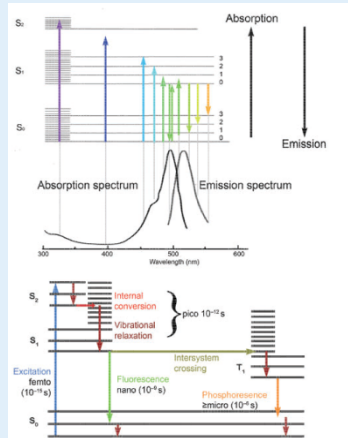 S₂
Absorption
S₁
3
2
1
0
3
2
1
0
S₀
Emission
Absorption spectrum
Emission spectrum
300
400
500
600
Wavelength (nm)
S₂
Internal
conversion
pico 10⁻¹² s
Vibrational
relaxation
S₁
Intersystem
crossing
T₁
Excitation
femto
(10⁻¹⁵ s)
Fluorescence
nano (10⁻⁹ s)
Phosphoresence
≥micro (10⁻⁶ s)
S₀